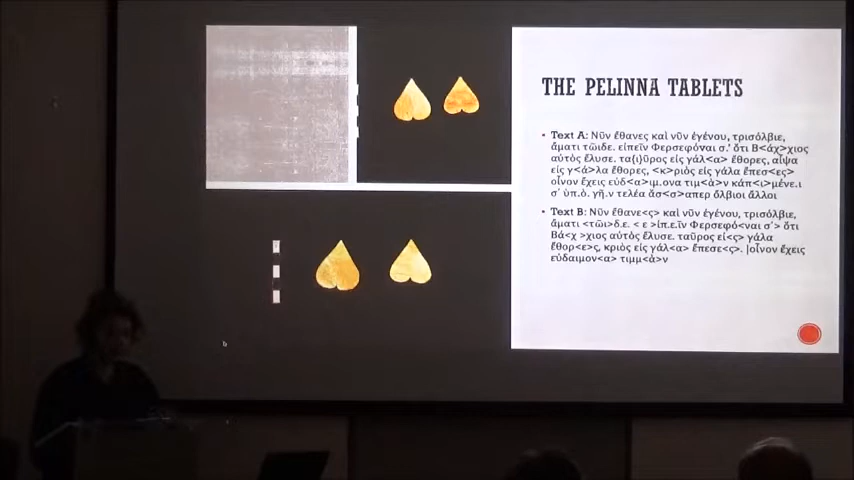 THE PELINNA TABLETS
▪ Text A: Νῦν ἔθανες καὶ νῦν ἐγένου, τρισόλβιε,
ἄματι τῶιδε. εἰπεῖν Φερσεφόναι σ.' ὅτι Β<άχ>χιος
αὐτὸς ἔλυσε. τα{ι}ῦρος εἰς γάλ<α> ἔθορες, αἶψα
εἰς γ<ά>λα ἔθορες, <κ>ριὸς εἰς γάλα ἔπεσ<ες>
οἶνον ἔχεις εὐδ<α>ιμ.ονα τιμ<ὰ>ν κἀπ<ι>μένε.ι
σ' ὑπ.ὸ. γῆ.ν τελέα ἄσ<σ>απερ ὄλβιοι ἄλλοι
▪ Text B: Νῦν ἔθανε<ς> καὶ νῦν ἐγένου, τρισόλβιε,
ἄματι <τῶι>δ.ε. < ε >ἰπ.ε.ῖν Φερσεφό<ναι σ'> ὅτι
Βά<χ >χιος αὐτὸς ἔλυσε. ταῦρος εἰ<ς> γάλα
ἔθορ<ε>ς, κριὸς εἰς γάλ<α> ἔπεσε<ς>. |οἶνον ἔχεις
εὐδαιμον<α> τιμμ<ὰ>ν